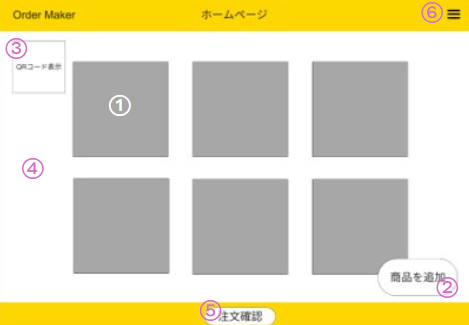 Order Maker ホームページ ⑥
③
QRコード表示
①
④
商品を追加
②
⑤ 注文確認